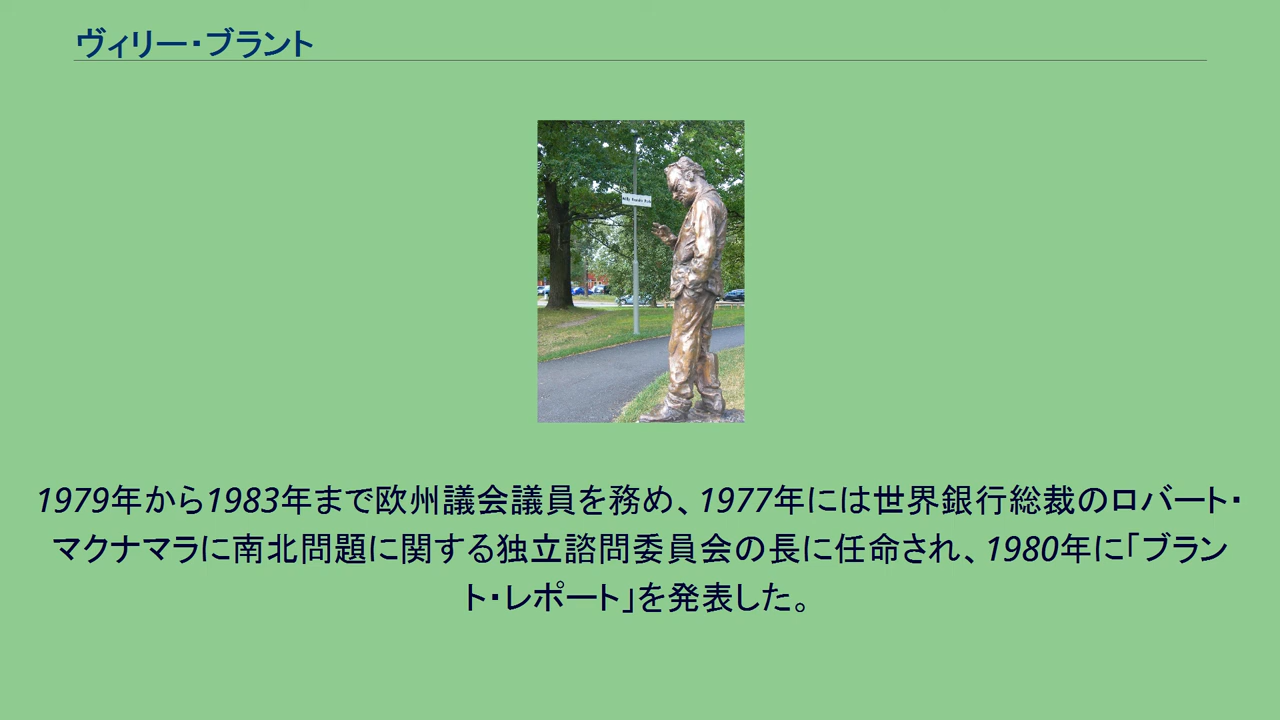 ヴィリー・ブラント
1979年から1983年まで欧州議会議員を務め、1977年には世界銀行総裁のロバート・
マクナマラに南北問題に関する独立諮問委員会の長に任命され、1980年に「ブラン
ト・レポート」を発表した。